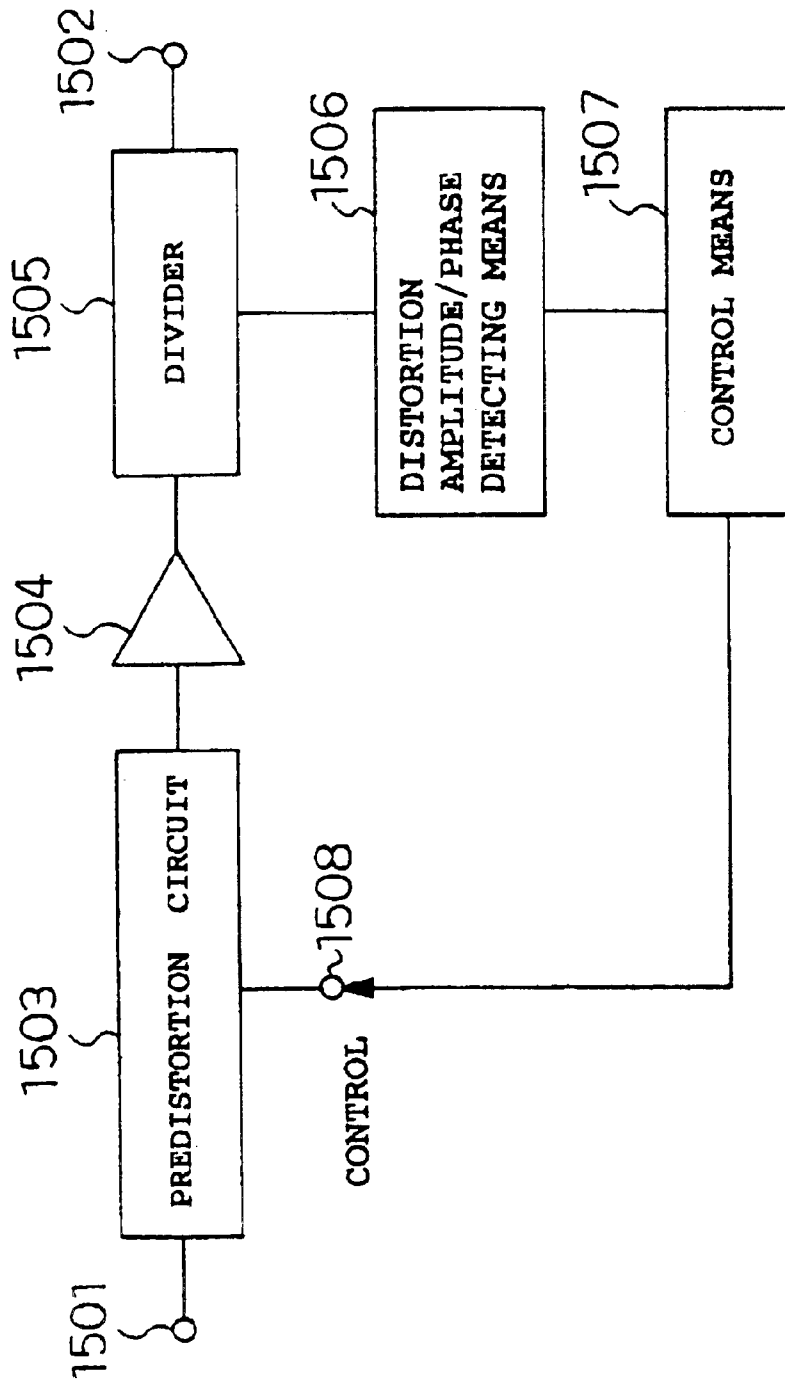 1501
1503
PREDISTORTION CIRCUIT
1504
1505
DIVIDER
1502
CONTROL
1508
1506
DISTORTION
AMPLITUDE/PHASE
DETECTING MEANS
1507
CONTROL MEANS